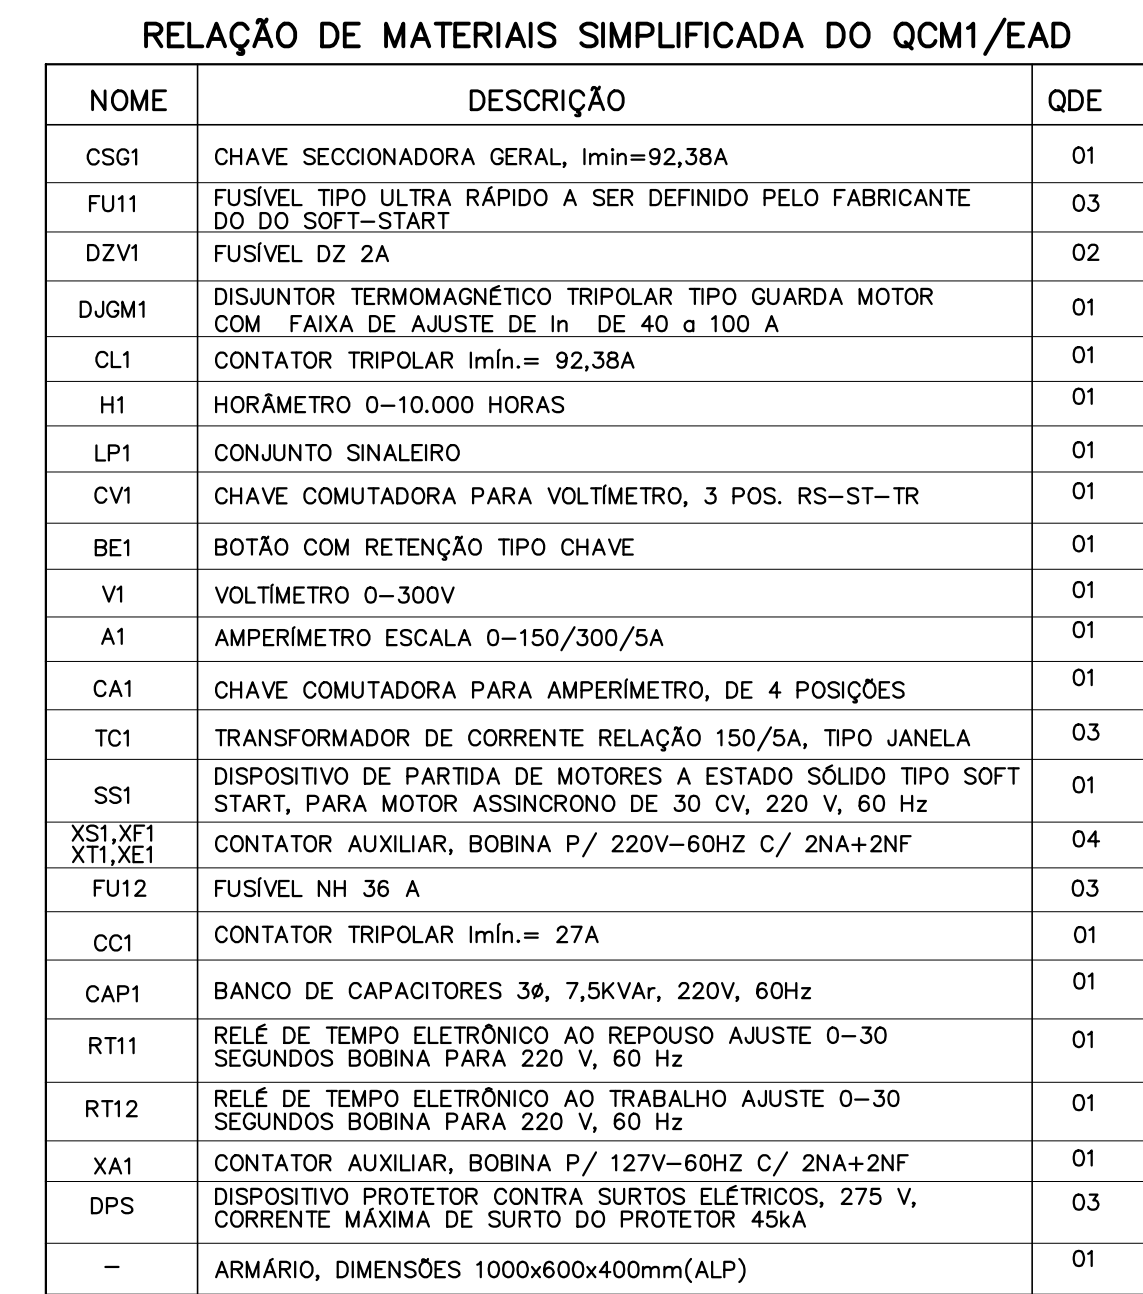 RELAÇÃO DE MATERIAIS SIMPLIFICADA DO QCM1/EAD
NOME DESCRIÇÃO QDE
CSG1 CHAVE SECCIONADORA GERAL, Imin=92,38A 01
FU11 FUSÍVEL TIPO ULTRA RÁPIDO A SER DEFINIDO PELO FABRICANTE 03
DO DO SOFT-START
DZV1 FUSÍVEL DZ 2A 02
DJGM1 DISJUNTOR TERMOMAGNÉTICO TRIPOLAR TIPO GUARDA MOTOR 01
COM FAIXA DE AJUSTE DE In DE 40 a 100 A
CL1 CONTATOR TRIPOLAR Imín.= 92,38A 01
H1 HORÂMETRO 0-10.000 HORAS 01
LP1 CONJUNTO SINALEIRO 01
CV1 CHAVE COMUTADORA PARA VOLTÍMETRO, 3 POS. RS-ST-TR 01
BE1 BOTÃO COM RETENÇÃO TIPO CHAVE 01
V1 VOLTÍMETRO 0-300V 01
A1 AMPERÍMETRO ESCALA 0-150/300/5A 01
CA1 CHAVE COMUTADORA PARA AMPERÍMETRO, DE 4 POSIÇÕES 01
TC1 TRANSFORMADOR DE CORRENTE RELAÇÃO 150/5A, TIPO JANELA 03
SS1 DISPOSITIVO DE PARTIDA DE MOTORES A ESTADO SÓLIDO TIPO SOFT 01
START, PARA MOTOR ASSINCRONO DE 30 CV, 220 V, 60 Hz
XS1,XF1 CONTATOR AUXILIAR, BOBINA P/ 220V-60HZ C/ 2NA+2NF 04
XT1,XE1
FU12 FUSÍVEL NH 36 A 03
CC1 CONTATOR TRIPOLAR Imín.= 27A 01
CAP1 BANCO DE CAPACITORES 3ø, 7,5KVAr, 220V, 60Hz 01
RT11 RELÉ DE TEMPO ELETRÔNICO AO REPOUSO AJUSTE 0-30 01
SEGUNDOS BOBINA PARA 220 V, 60 Hz
RT12 RELÉ DE TEMPO ELETRÔNICO AO TRABALHO AJUSTE 0-30 01
SEGUNDOS BOBINA PARA 220 V, 60 Hz
XA1 CONTATOR AUXILIAR, BOBINA P/ 127V-60HZ C/ 2NA+2NF 01
DPS DISPOSITIVO PROTETOR CONTRA SURTOS ELÉTRICOS, 275 V, 03
CORRENTE MÁXIMA DE SURTO DO PROTETOR 45kA
- ARMÁRIO, DIMENSÕES 1000x600x400mm(ALP) 01